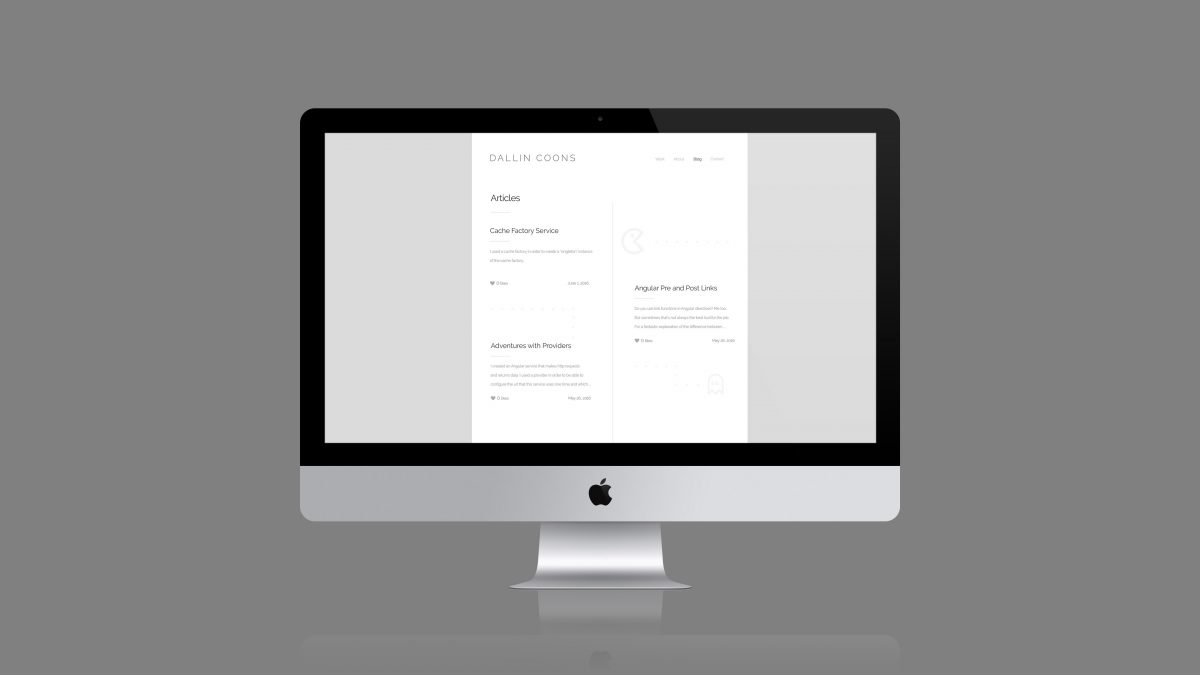 DALLIN COONS
Work About Blog Contact
Articles
Cache Factory Service
I used a cache factory in order to create a "singleton" instance
of the cache factory.
0 likes
June 1, 2016
Angular Pre and Post Links
Do you use link functions in Angular directives? Me too.
But sometimes that's not always the best tool for the job.
For a fantastic explanation of the difference between ...
0 likes
May 26, 2016
Adventures with Providers
I created an Angular service that makes http requests
and returns data. I used a provider in order to be able to
configure the url that this service uses one time and which ...
0 likes
May 26, 2016